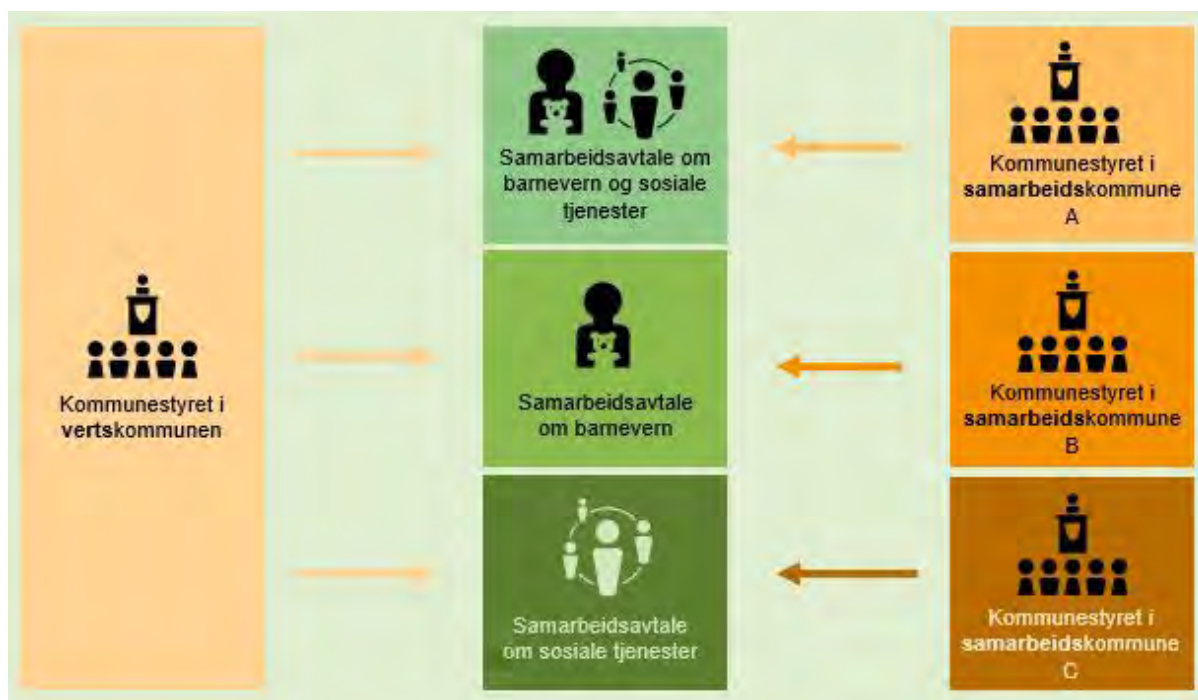 Kommunestyret i
vertskommunen
Samarbeidsavtale om
barnevern og sosiale
tjenester
Samarbeidsavtale
om barnevern
Samarbeidsavtale
om sosiale tjenester
Kommunestyret i
samarbeidskommune
A
Kommunestyret i
samarbeidskommune
B
Kommunestyret i
samarbeidskommune
C